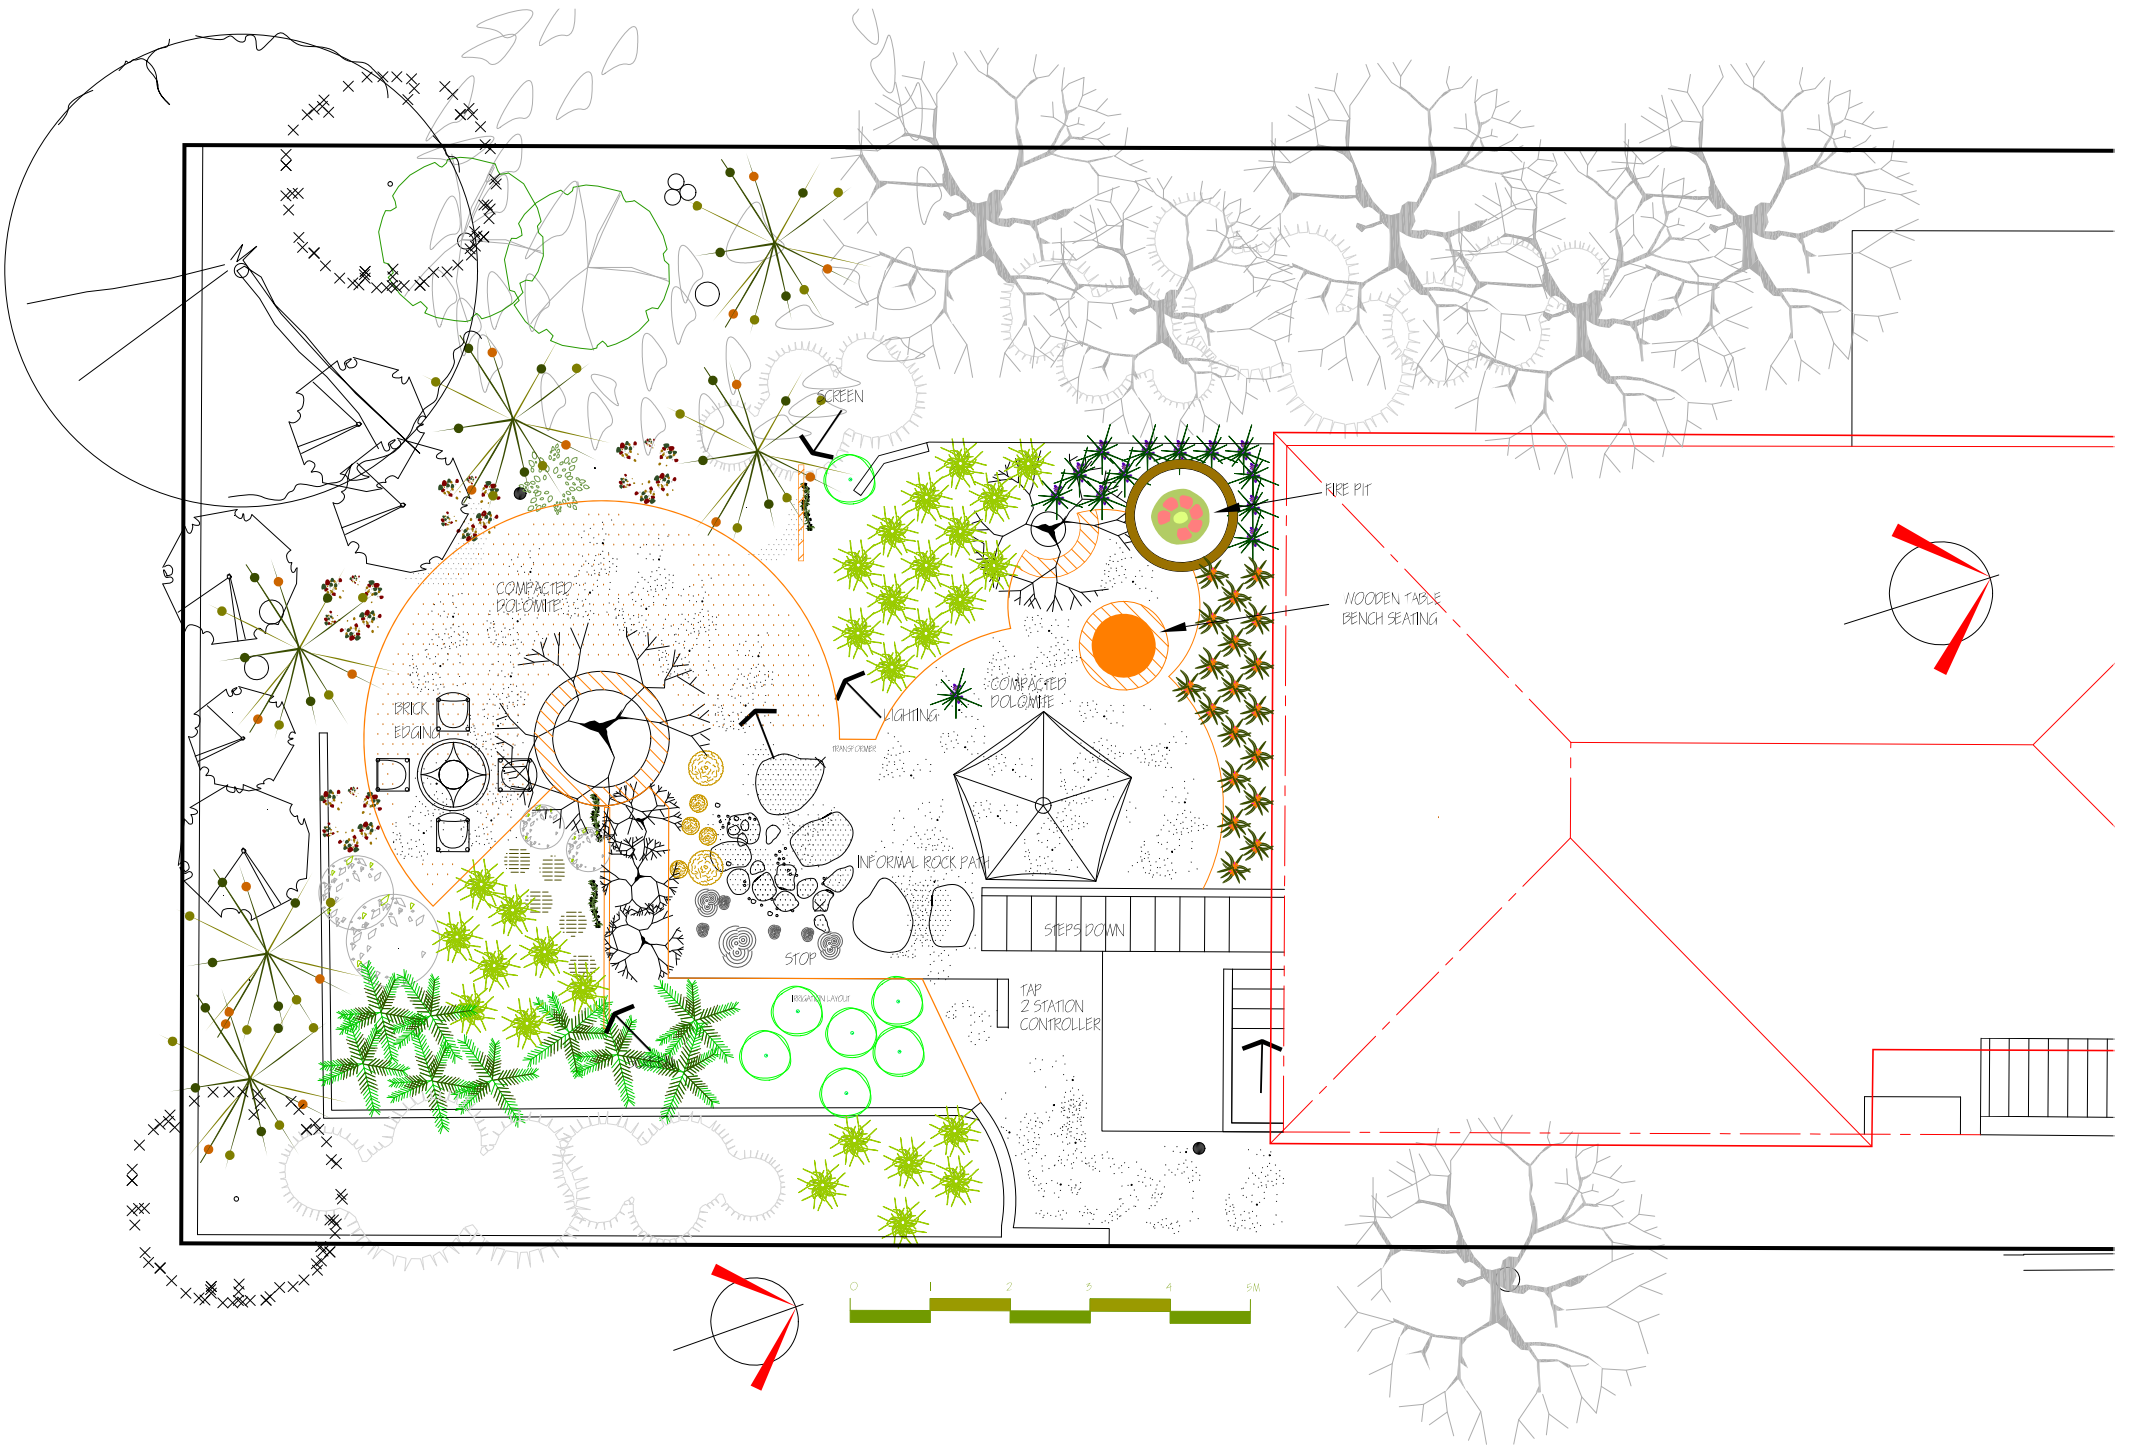 SCREEN
FIRE PIT
COMPACTED
DOLOMITE
WOODEN TABLE
BENCH SEATING
COMPACTED
DOLOMITE
BRICK
EDGING
LIGHTING
TRANSFORMER
INFORMAL ROCK PATH
STEPS DOWN
STOP
IRRIGATION LAYOUT
TAP
2 STATION
CONTROLLER
0 1 2 3 4 5M